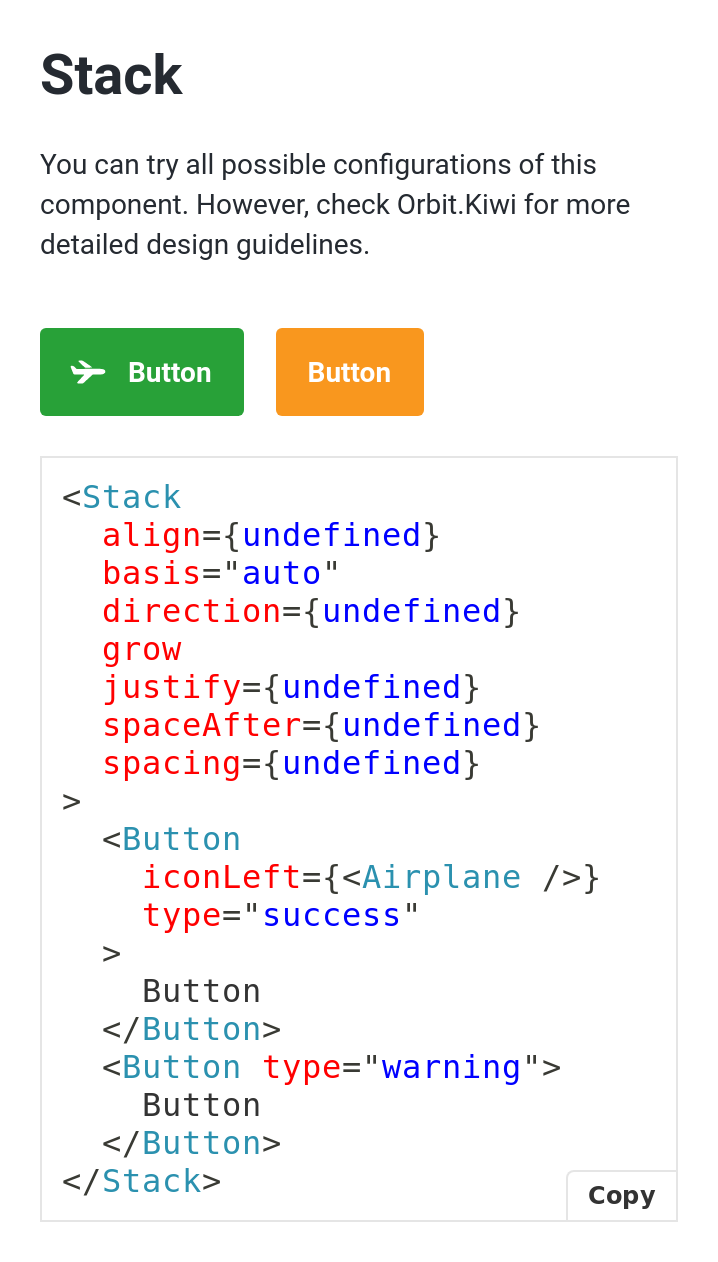 Stack
You can try all possible configurations of this
component. However, check Orbit.Kiwi for more
detailed design guidelines.
Button Button
<Stack
  align={undefined}
  basis="auto"
  direction={undefined}
  grow
  justify={undefined}
  spaceAfter={undefined}
  spacing={undefined}
>
  <Button
    iconLeft={<Airplane />}
    type="success"
  >
    Button
  </Button>
  <Button type="warning">
    Button
  </Button>
</Stack>
Copy